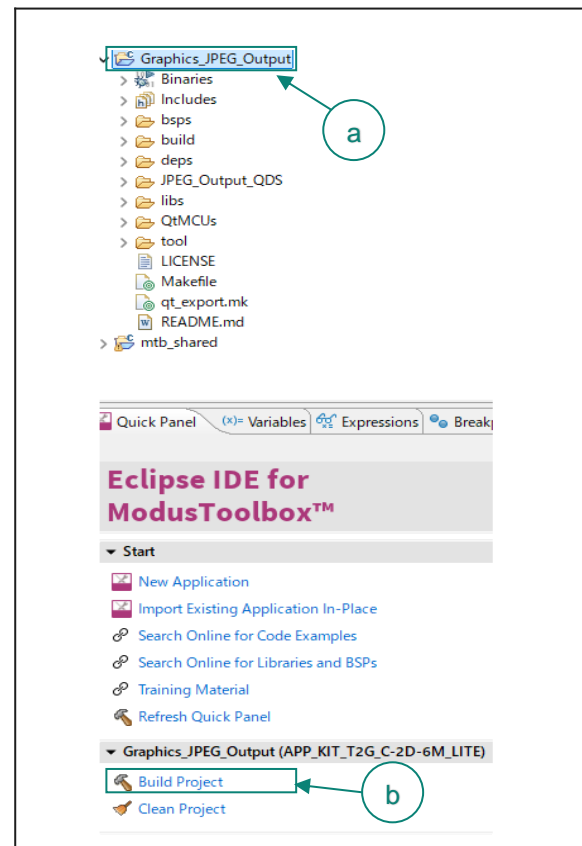 Graphics_JPEG_Output
Binaries
Includes
a
bsps
build
deps
JPEG_Output_QDS
libs
QtMCUs
tool
LICENSE
Makefile
qt_export.mk
README.md
mtb_shared
Quick Panel (x)= Variables Expressions Break
Eclipse IDE for
ModusToolbox™
Start
New Application
Import Existing Application In-Place
Search Online for Code Examples
Search Online for Libraries and BSPs
Training Material
Refresh Quick Panel
Graphics_JPEG_Output (APP_KIT_T2G_C-2D-6M_LITE)
Build Project
b
Clean Project